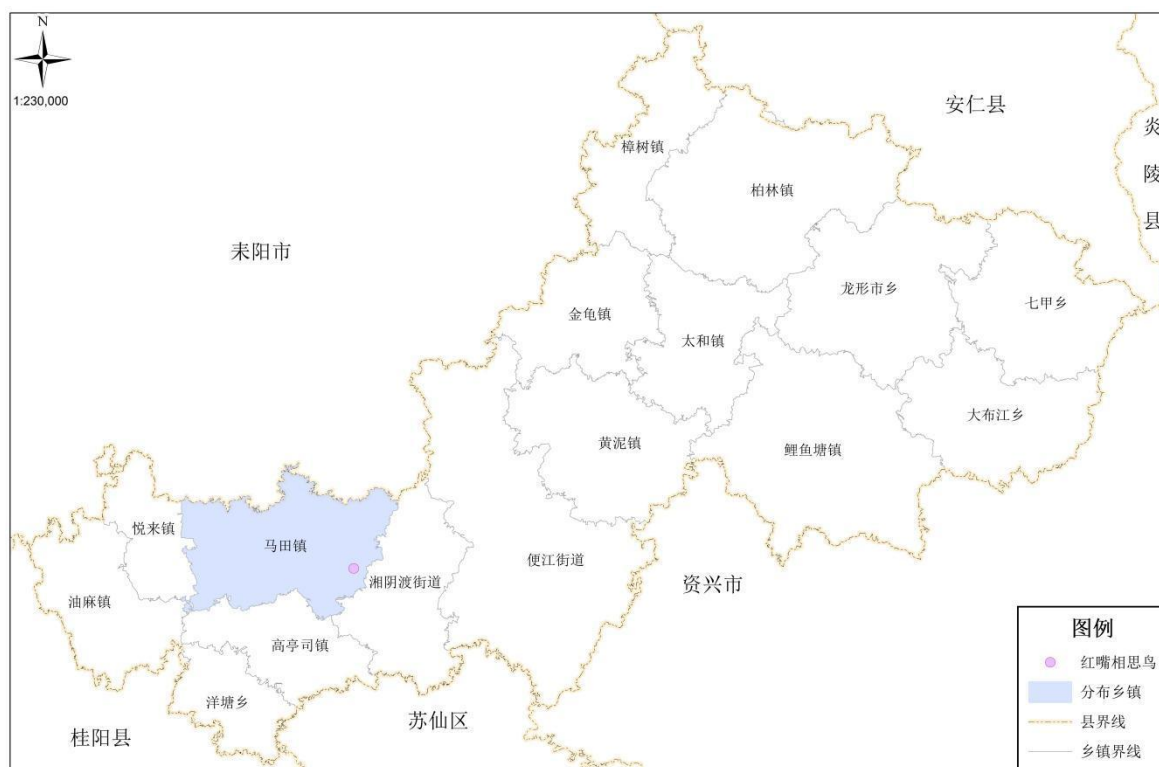 N
1:230,000
安仁县
炎陵县
樟树镇
柏林镇
耒阳市
龙形市乡
七甲乡
金龟镇
太和镇
大布江乡
黄泥镇
鲤鱼塘镇
悦来镇
马田镇
便江街道
湘阴渡街道
资兴市
油麻镇
高亭司镇
洋塘乡
苏仙区
桂阳县
图例
红嘴相思鸟
分布乡镇
县界线
乡镇界线